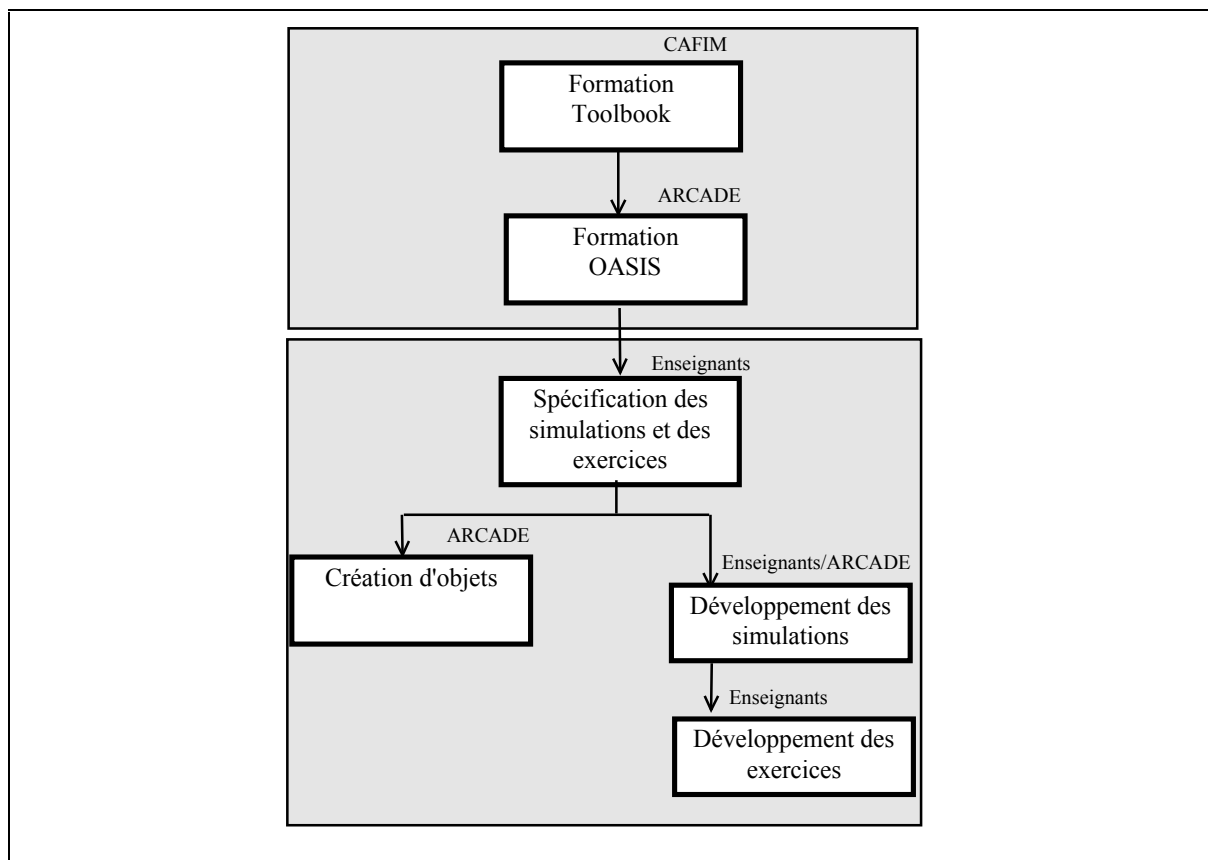 CAFIM
Formation
Toolbook
ARCADE
Formation
OASIS
Enseignants
Spécification des
simulations et des
exercices
ARCADE
Création d'objets
Enseignants/ARCADE
Développement des
simulations
Enseignants
Développement des
exercices